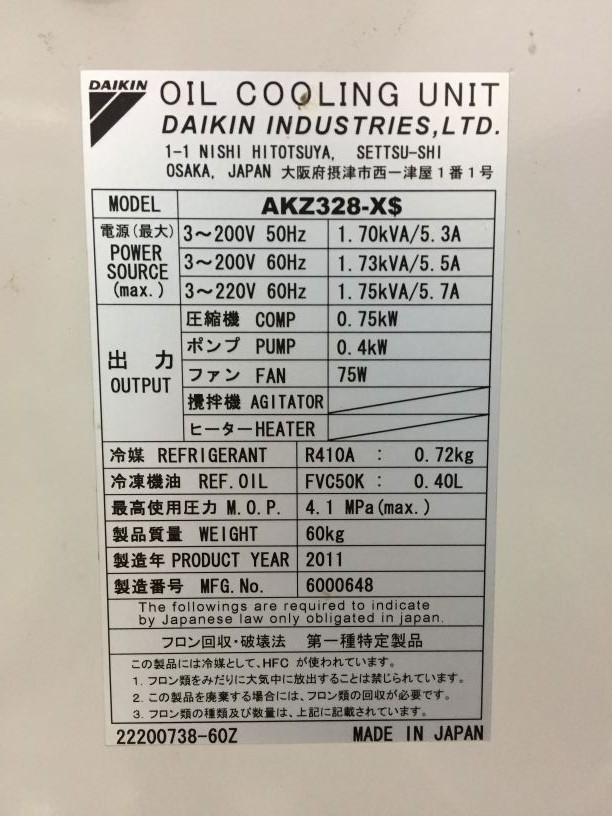 DAIKIN
OIL COOLING UNIT
DAIKIN INDUSTRIES,LTD.
1-1 NISHI HITOTSUYA, SETTSU-SHI
OSAKA, JAPAN 大阪府摂津市西一津屋1番1号
MODEL AKZ328-X$
電源(最大) POWER SOURCE (max.)
3～200V 50Hz 1.70kVA/5.3A
3～200V 60Hz 1.73kVA/5.5A
3～220V 60Hz 1.75kVA/5.7A
出 力 OUTPUT
圧縮機 COMP 0.75kW
ポンプ PUMP 0.4kW
ファン FAN 75W
攪拌機 AGITATOR
ヒーター HEATER
冷媒 REFRIGERANT R410A : 0.72kg
冷凍機油 REF.OIL FVC50K : 0.40L
最高使用圧力 M.O.P. 4.1 MPa(max.)
製品質量 WEIGHT 60kg
製造年 PRODUCT YEAR 2011
製造番号 MFG.No. 6000648
The followings are required to indicate
by Japanese law only obligated in japan.
フロン回収・破壊法 第一種特定製品
この製品には冷媒として、HFC が使われています。
1. フロン類をみだりに大気中に放出することは禁じられています。
2. この製品を廃棄する場合には、フロン類の回収が必要です。
3. フロン類の種類及び数量は、上記に記載されています。
22200738-60Z MADE IN JAPAN